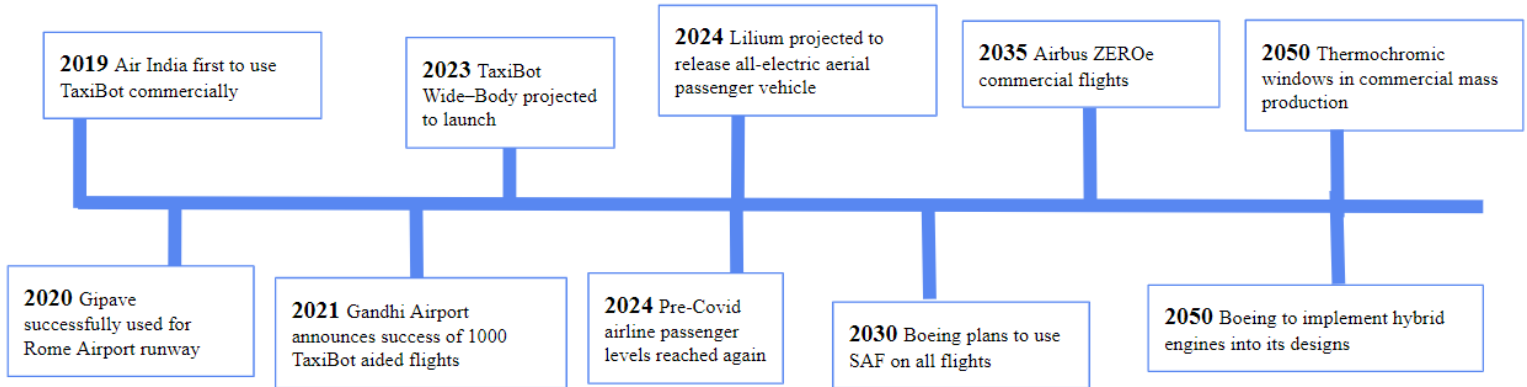 2019 Air India first to use
TaxiBot commercially
2023 TaxiBot
Wide–Body projected
to launch
2024 Lilium projected to
release all-electric aerial
passenger vehicle
2035 Airbus ZEROe
commercial flights
2050 Thermochromic
windows in commercial mass
production
2020 Gipave
successfully used for
Rome Airport runway
2021 Gandhi Airport
announces success of 1000
TaxiBot aided flights
2024 Pre-Covid
airline passenger
levels reached again
2030 Boeing plans to use
SAF on all flights
2050 Boeing to implement hybrid
engines into its designs